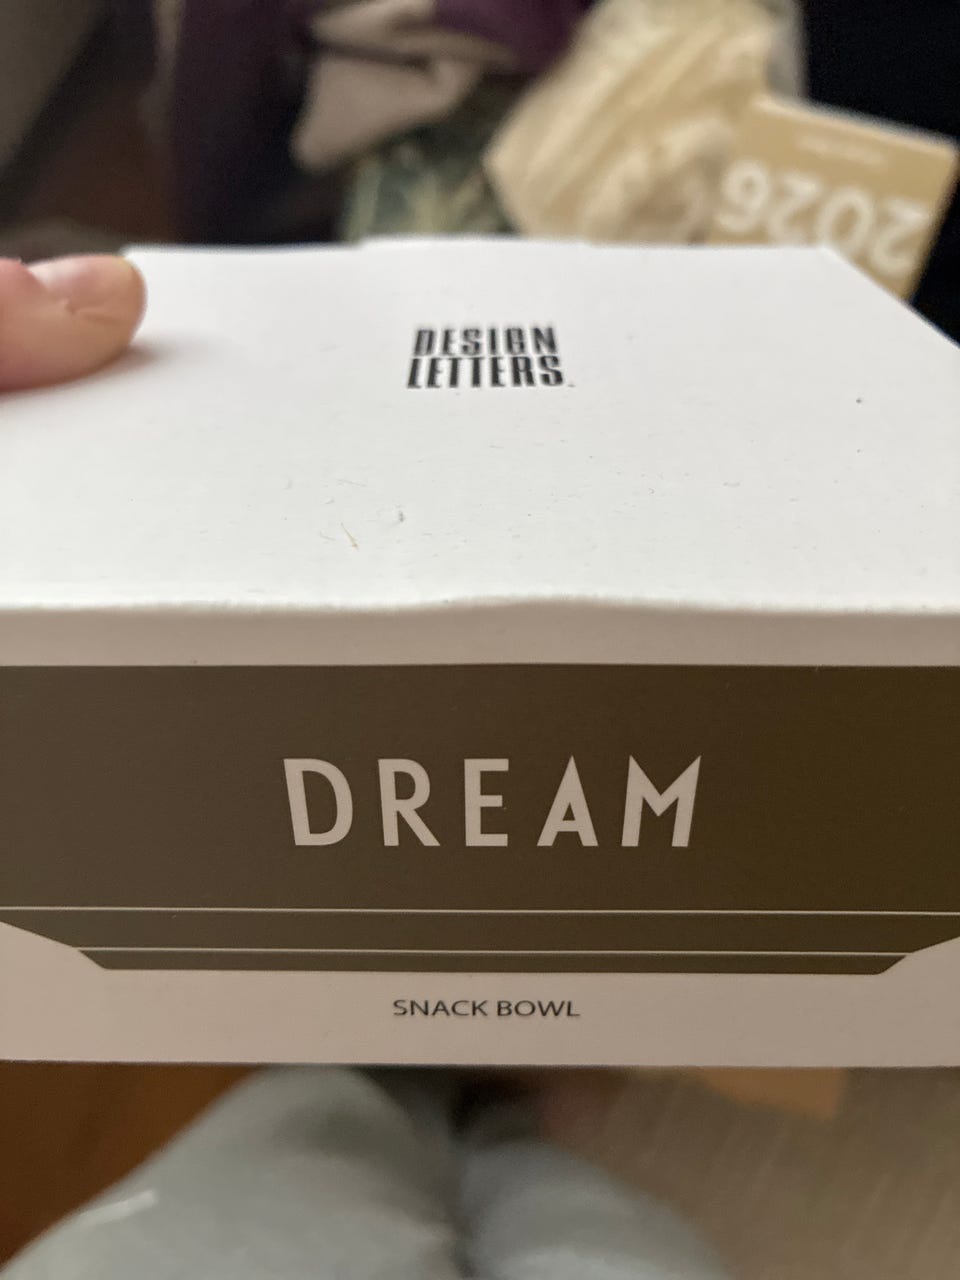 2026
DESIGN
LETTERS
DREAM
SNACK BOWL